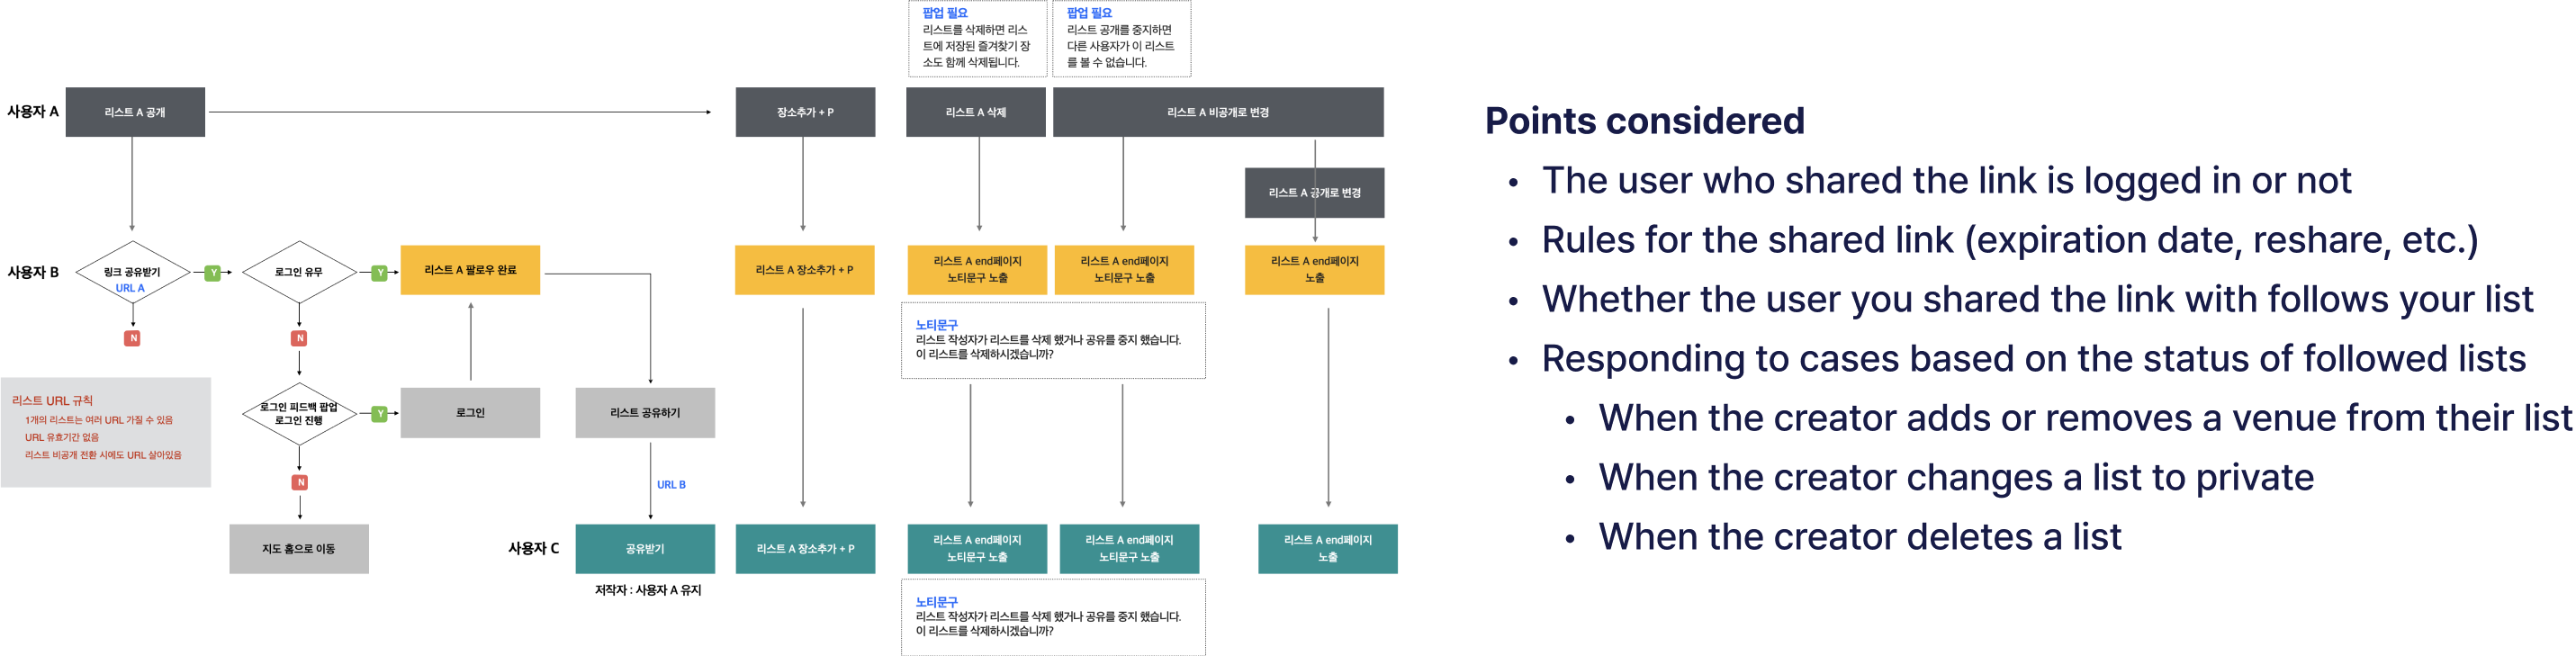 팝업 필요
리스트를 삭제하면 리스
트에 저장된 즐겨찾기 장
소도 함께 삭제됩니다.
팝업 필요
리스트 공개를 중지하면
다른 사용자가 이 리스트
를 볼 수 없습니다.
사용자 A
리스트 A 공개
장소추가 + P
리스트 A 삭제
리스트 A 비공개로 변경
리스트 A 공개로 변경
사용자 B
링크 공유받기
URL A
Y
로그인 유무
Y
리스트 A 팔로우 완료
리스트 A 장소추가 + P
리스트 A end페이지
노티문구 노출
리스트 A end페이지
노티문구 노출
리스트 A end페이지
노출
N
N
노티문구
리스트 작성자가 리스트를 삭제 했거나 공유를 중지 했습니다.
이 리스트를 삭제하시겠습니까?
리스트 URL 규칙
1개의 리스트는 여러 URL 가질 수 있음
URL 유효기간 없음
리스트 비공개 전환 시에도 URL 살아있음
로그인 피드백 팝업
로그인 진행
Y
로그인
리스트 공유하기
N
URL B
지도 홈으로 이동
사용자 C
공유받기
리스트 A 장소추가 + P
리스트 A end페이지
노티문구 노출
리스트 A end페이지
노티문구 노출
리스트 A end페이지
노출
저작자 : 사용자 A 유지
노티문구
리스트 작성자가 리스트를 삭제 했거나 공유를 중지 했습니다.
이 리스트를 삭제하시겠습니까?
Points considered
• The user who shared the link is logged in or not
• Rules for the shared link (expiration date, reshare, etc.)
• Whether the user you shared the link with follows your list
• Responding to cases based on the status of followed lists
• When the creator adds or removes a venue from their list
• When the creator changes a list to private
• When the creator deletes a list